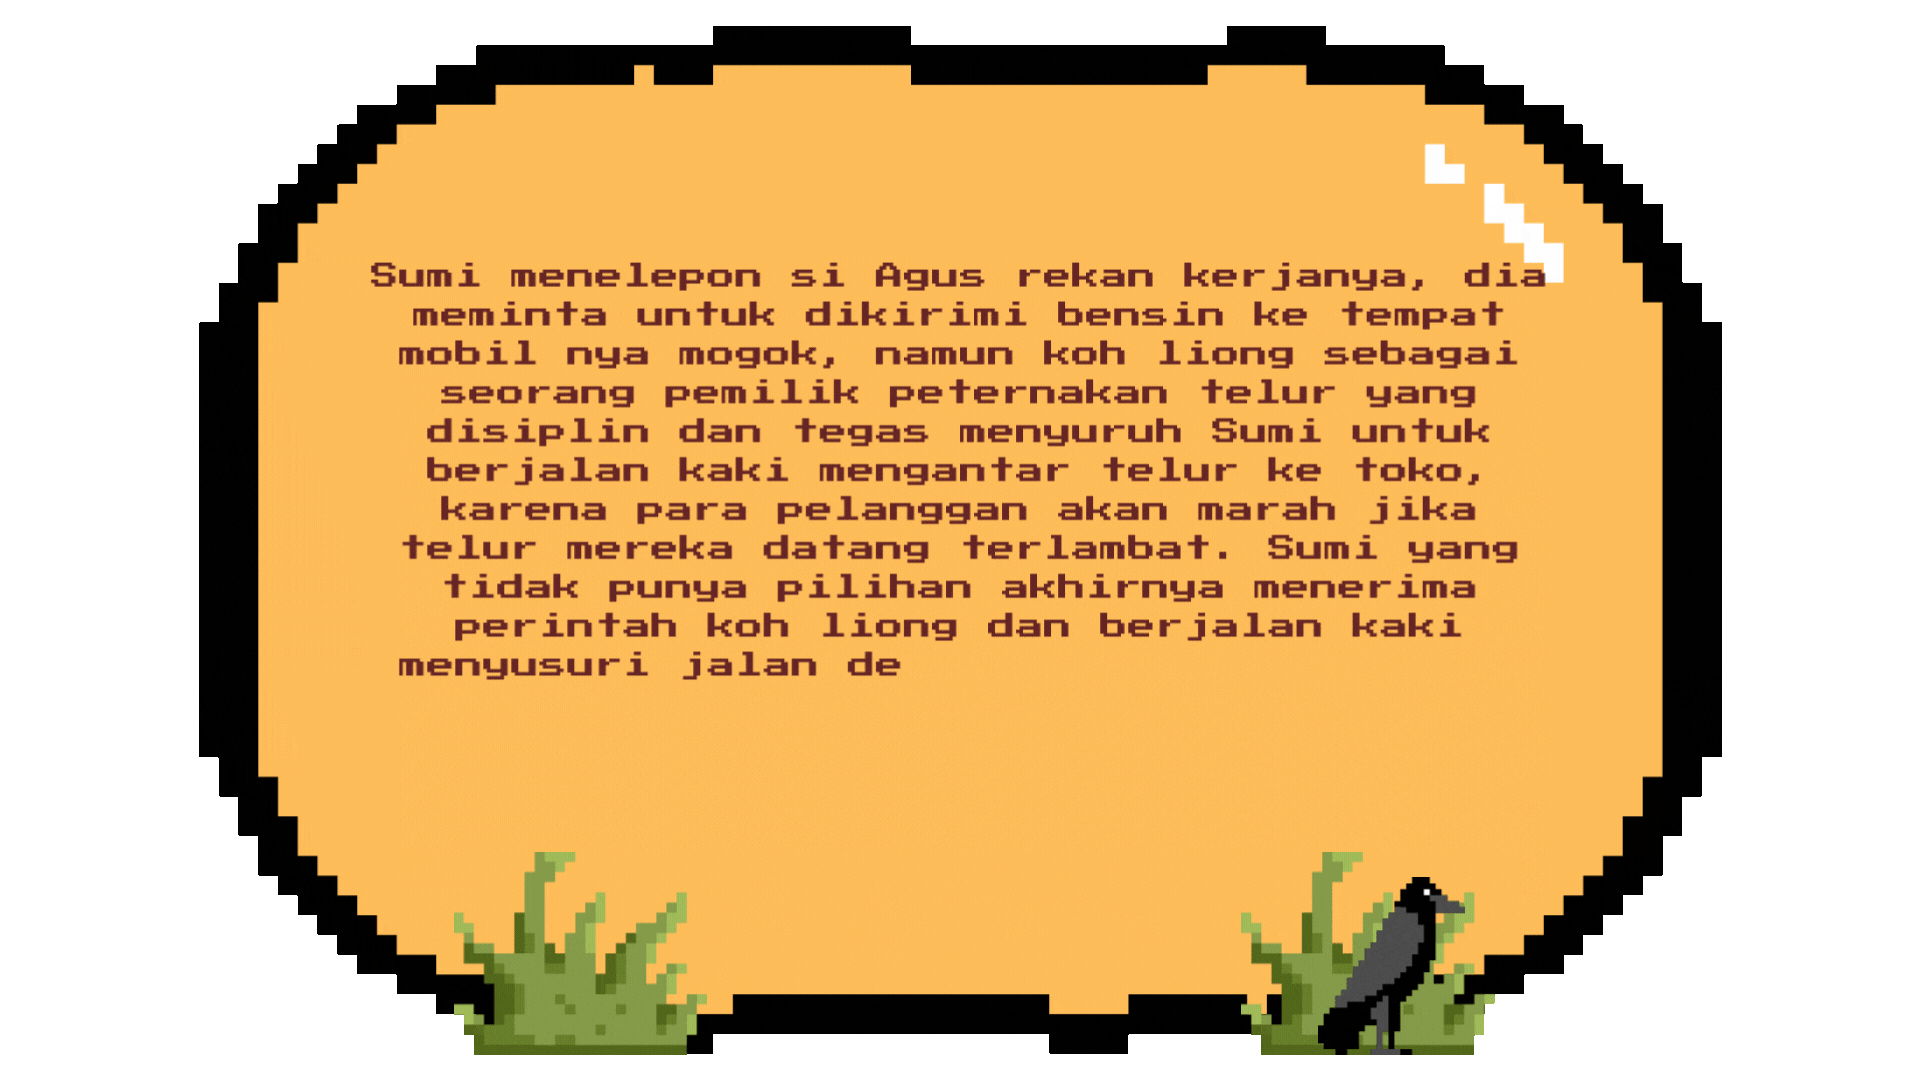 Sumi menelepon si Agus rekan kerjanya, dia
meminta untuk dikirimi bensin ke tempat
mobil nya mogok, namun koh liong sebagai
seorang pemilik peternakan telur yang
disiplin dan tegas menyuruh Sumi untuk
berjalan kaki mengantar telur ke toko,
karena para pelanggan akan marah jika
telur mereka datang terlambat. Sumi yang
tidak punya pilihan akhirnya menerima
perintah koh liong dan berjalan kaki
menyusuri jalan de